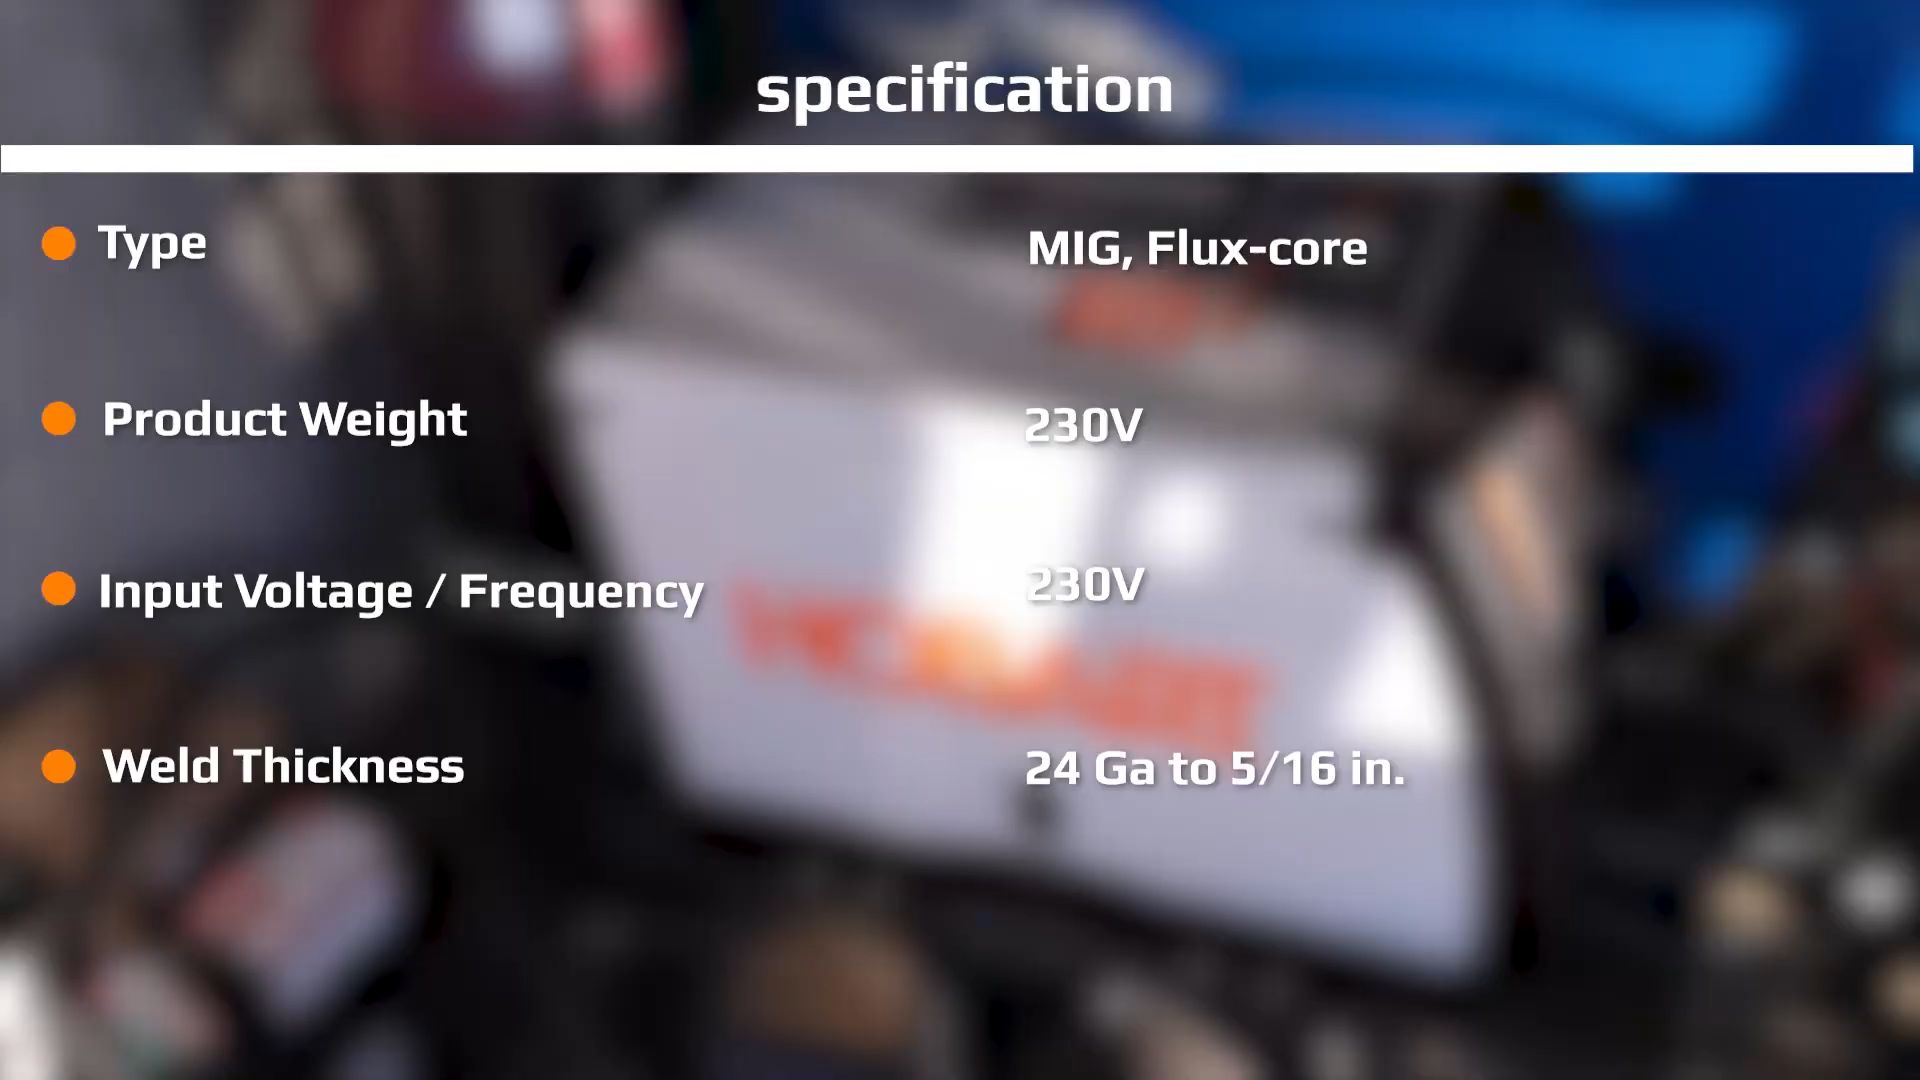 specification
Type MIG, Flux-core
Product Weight 230V
Input Voltage / Frequency 230V
Weld Thickness 24 Ga to 5/16 in.